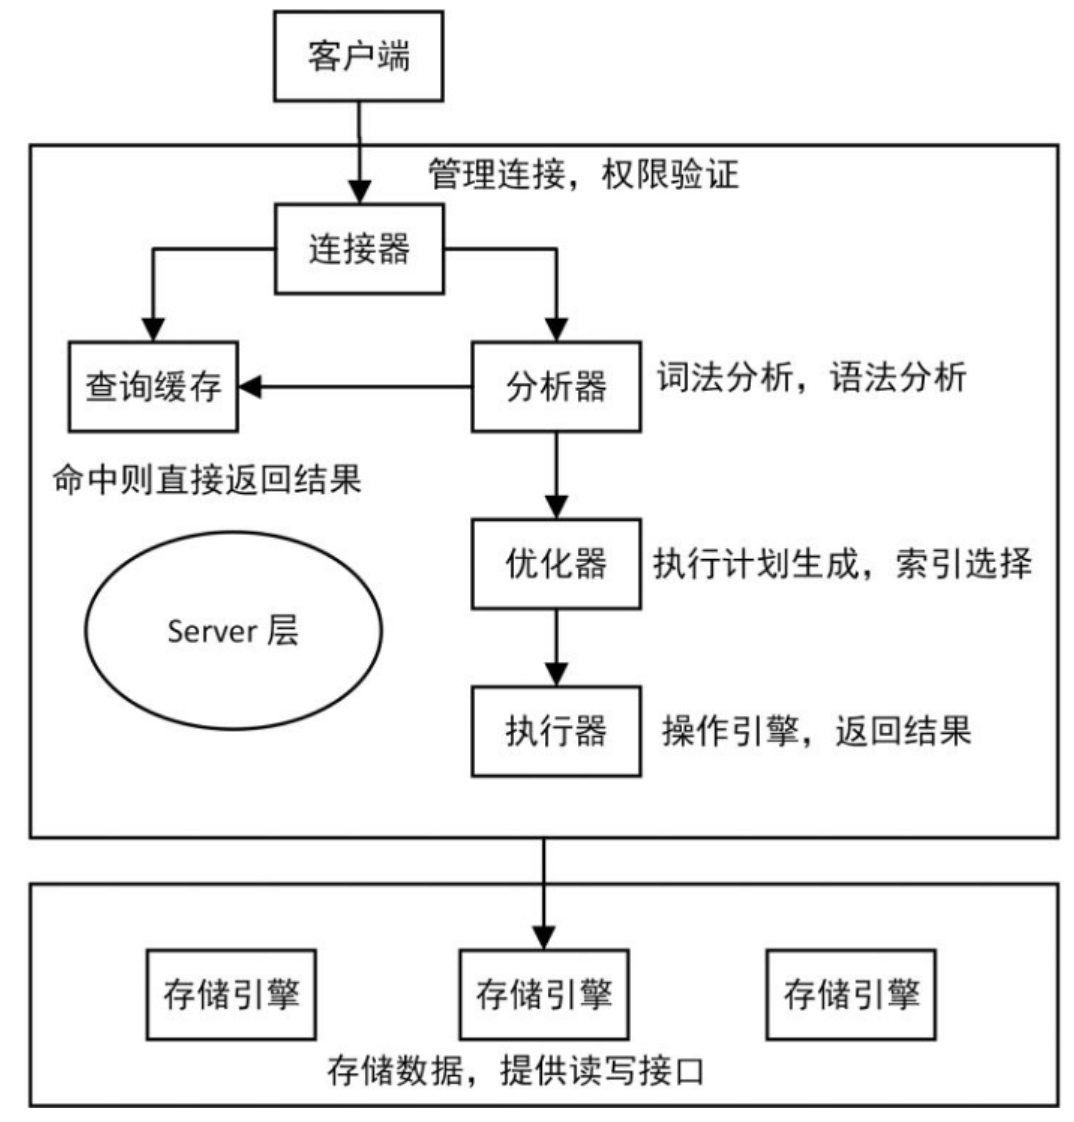 客户端
管理连接，权限验证
连接器
查询缓存
分析器
词法分析，语法分析
命中则直接返回结果
优化器
执行计划生成，索引选择
Server 层
执行器
操作引擎，返回结果
存储引擎
存储引擎
存储引擎
存储数据，提供读写接口